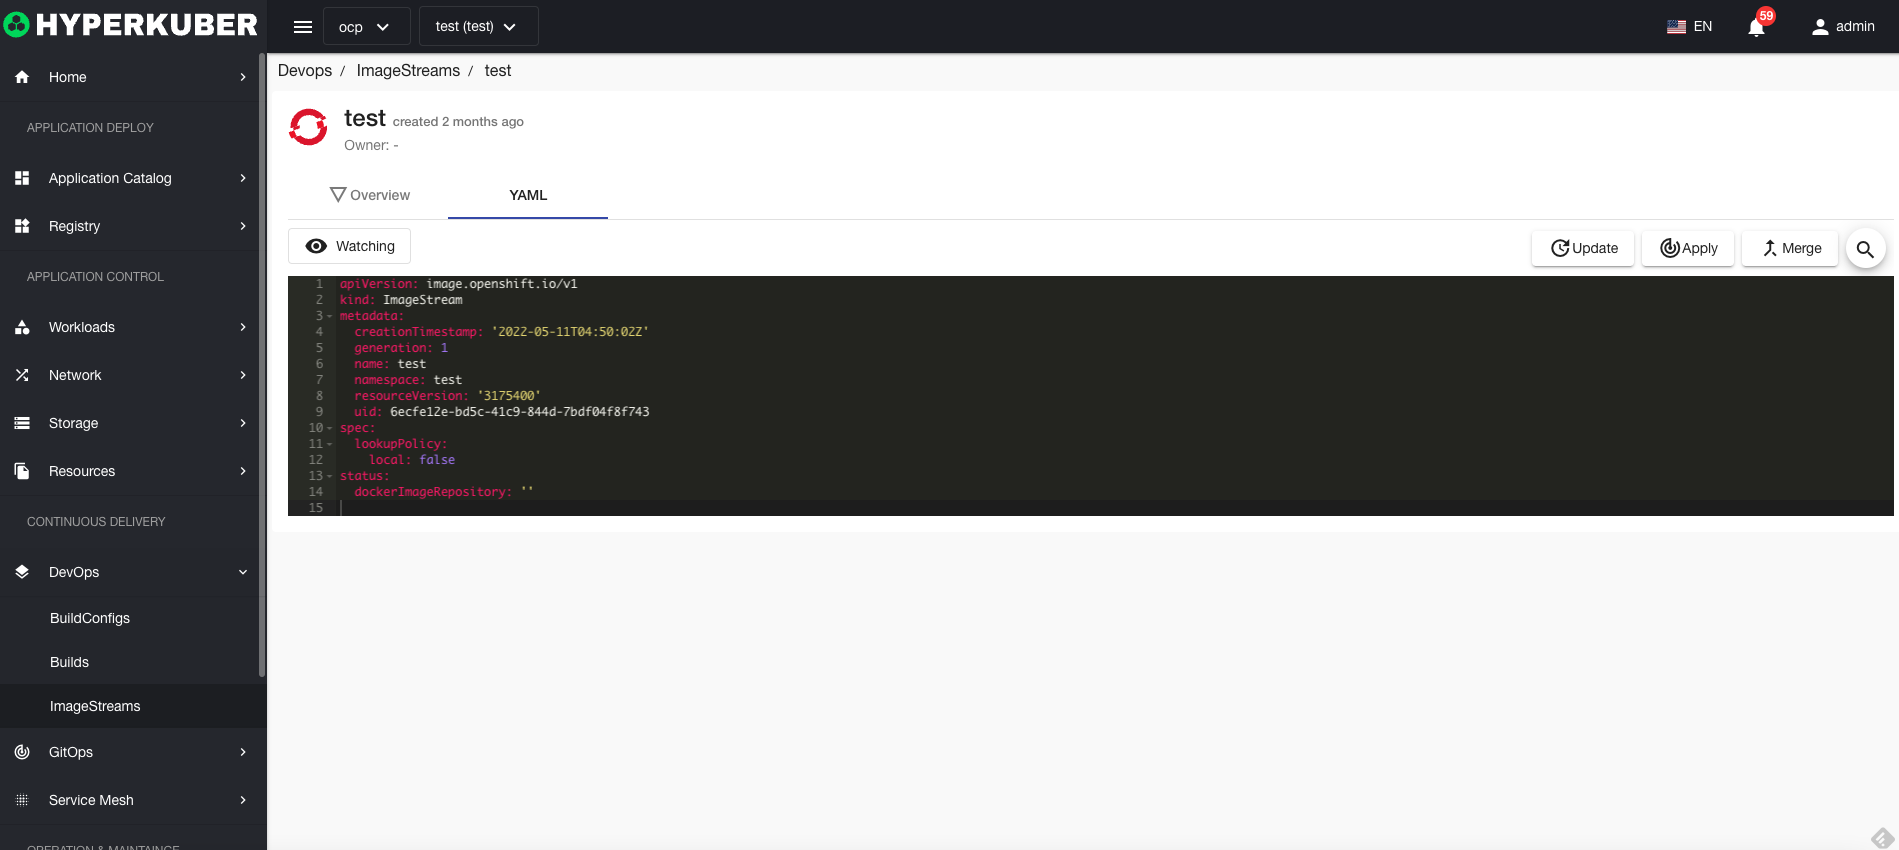 HYPERKUBER
ocp
test (test)
EN
59
admin
Home
APPLICATION DEPLOY
Application Catalog
Registry
APPLICATION CONTROL
Workloads
Network
Storage
Resources
CONTINUOUS DELIVERY
DevOps
BuildConfigs
Builds
ImageStreams
GitOps
Service Mesh
OPERATION & MAINTAINCE
Devops / ImageStreams / test
test created 2 months ago
Owner: -
Overview
YAML
Watching
Update
Apply
Merge
1 apiVersion: image.openshift.io/v1
2 kind: ImageStream
3 metadata:
4 creationTimestamp: '2022-05-11T04:50:02Z'
5 generation: 1
6 name: test
7 namespace: test
8 resourceVersion: '3175400'
9 uid: 6ecfe12e-bd5c-41c9-844d-7bdf04f8f743
10 spec:
11 lookupPolicy:
12 local: false
13 status:
14 dockerImageRepository: ''
15